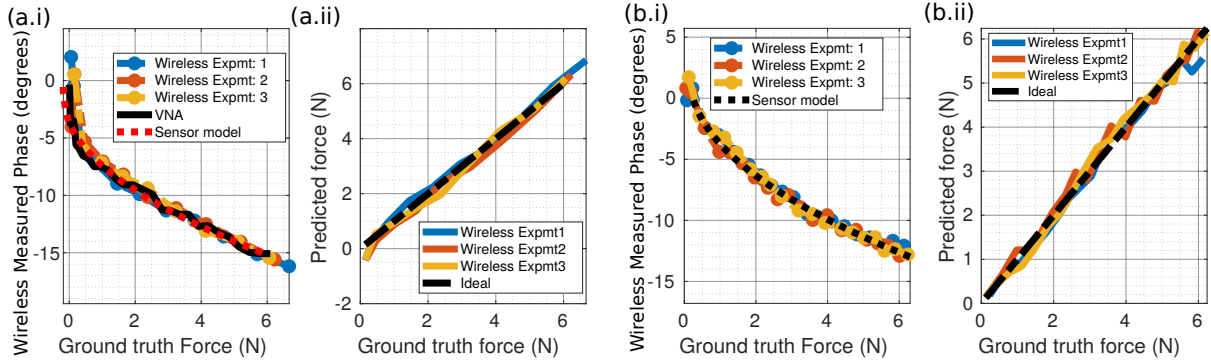 (a.i)
Wireless Measured Phase (degrees)
0
-5
-10
-15
Wireless Expmt: 1
Wireless Expmt: 2
Wireless Expmt: 3
VNA
Sensor model
0
2
4
6
Ground truth Force (N)
(a.ii)
Predicted force (N)
8
6
4
2
0
-2
Wireless Expmt1
Wireless Expmt2
Wireless Expmt3
Ideal
0
2
4
6
Ground truth force (N)
(b.i)
Wireless Measured Phase (degrees)
5
0
-5
-10
-15
Wireless Expmt: 1
Wireless Expmt: 2
Wireless Expmt: 3
Sensor model
0
2
4
6
Ground truth Force (N)
(b.ii)
Predicted force (N)
6
5
4
3
2
1
0
Wireless Expmt1
Wireless Expmt2
Wireless Expmt3
Ideal
0
2
4
6
Ground truth force (N)